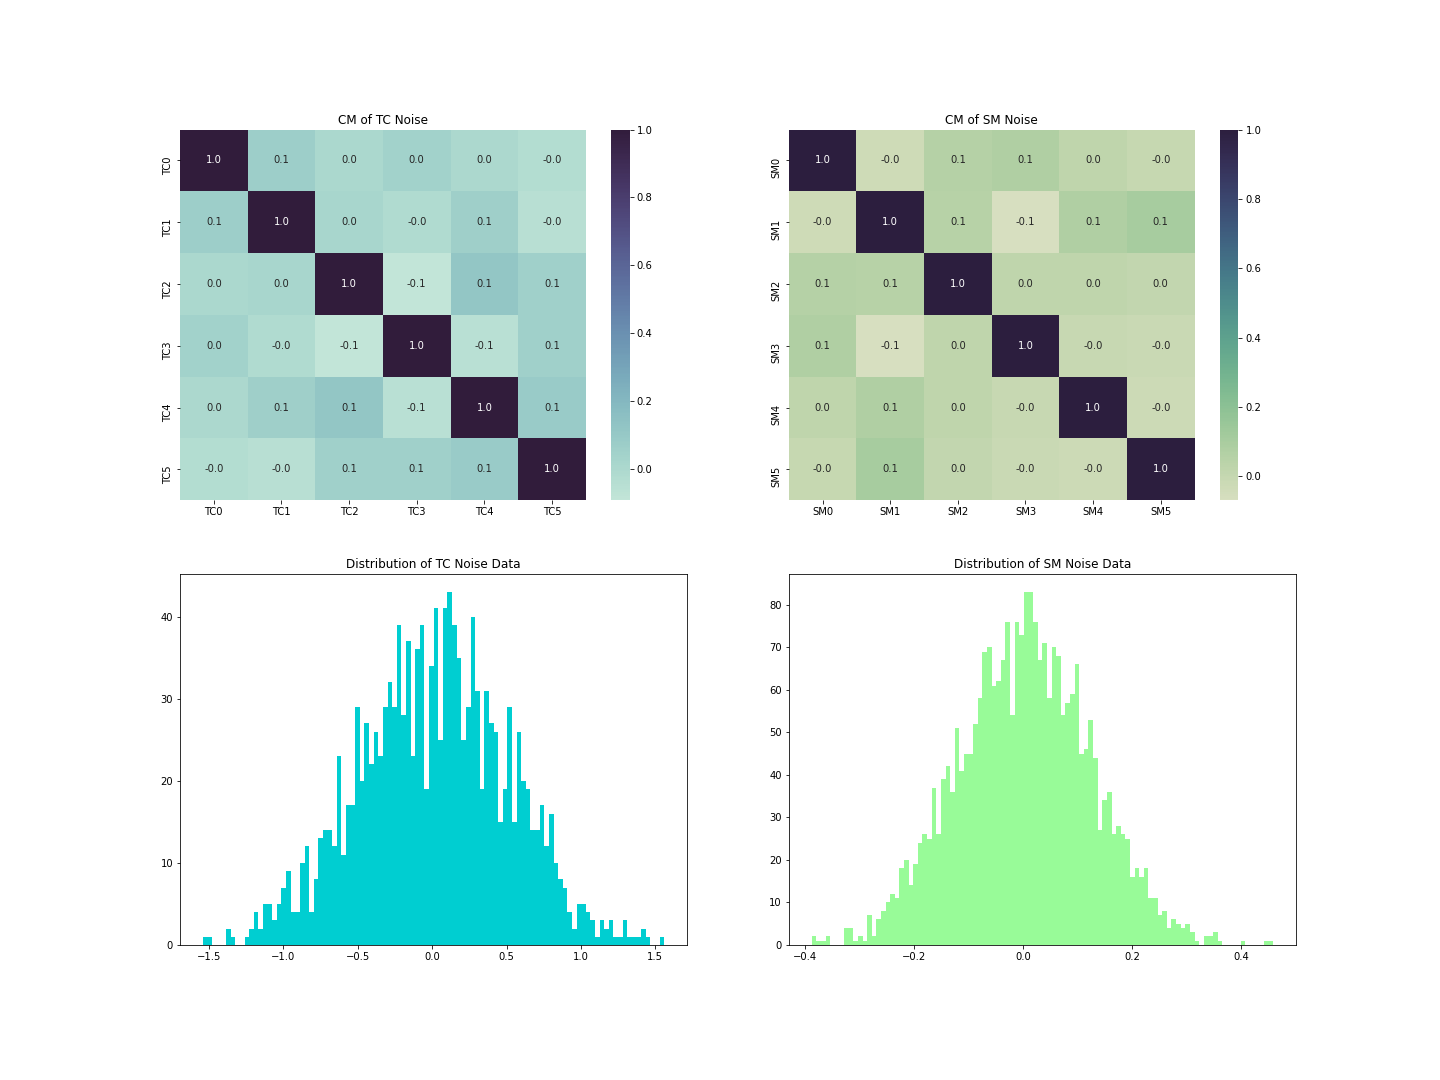 CM of TC Noise
TC0 1.0 0.1 0.0 0.0 0.0 -0.0
TC1 0.1 1.0 0.0 -0.0 0.1 -0.0
TC2 0.0 0.0 1.0 -0.1 0.1 0.1
TC3 0.0 -0.0 -0.1 1.0 -0.1 0.1
TC4 0.0 0.1 0.1 -0.1 1.0 0.1
TC5 -0.0 -0.0 0.1 0.1 0.1 1.0
TC0 TC1 TC2 TC3 TC4 TC5
1.0
0.8
0.6
0.4
0.2
0.0
CM of SM Noise
SM0 1.0 -0.0 0.1 0.1 0.0 -0.0
SM1 -0.0 1.0 0.1 -0.1 0.1 0.1
SM2 0.1 0.1 1.0 0.0 0.0 0.0
SM3 0.1 -0.1 0.0 1.0 -0.0 -0.0
SM4 0.0 0.1 0.0 -0.0 1.0 -0.0
SM5 -0.0 0.1 0.0 -0.0 -0.0 1.0
SM0 SM1 SM2 SM3 SM4 SM5
1.0
0.8
0.6
0.4
0.2
0.0
Distribution of TC Noise Data
40
30
20
10
0
−1.5 −1.0 −0.5 0.0 0.5 1.0 1.5
Distribution of SM Noise Data
80
70
60
50
40
30
20
10
0
−0.4 −0.2 0.0 0.2 0.4